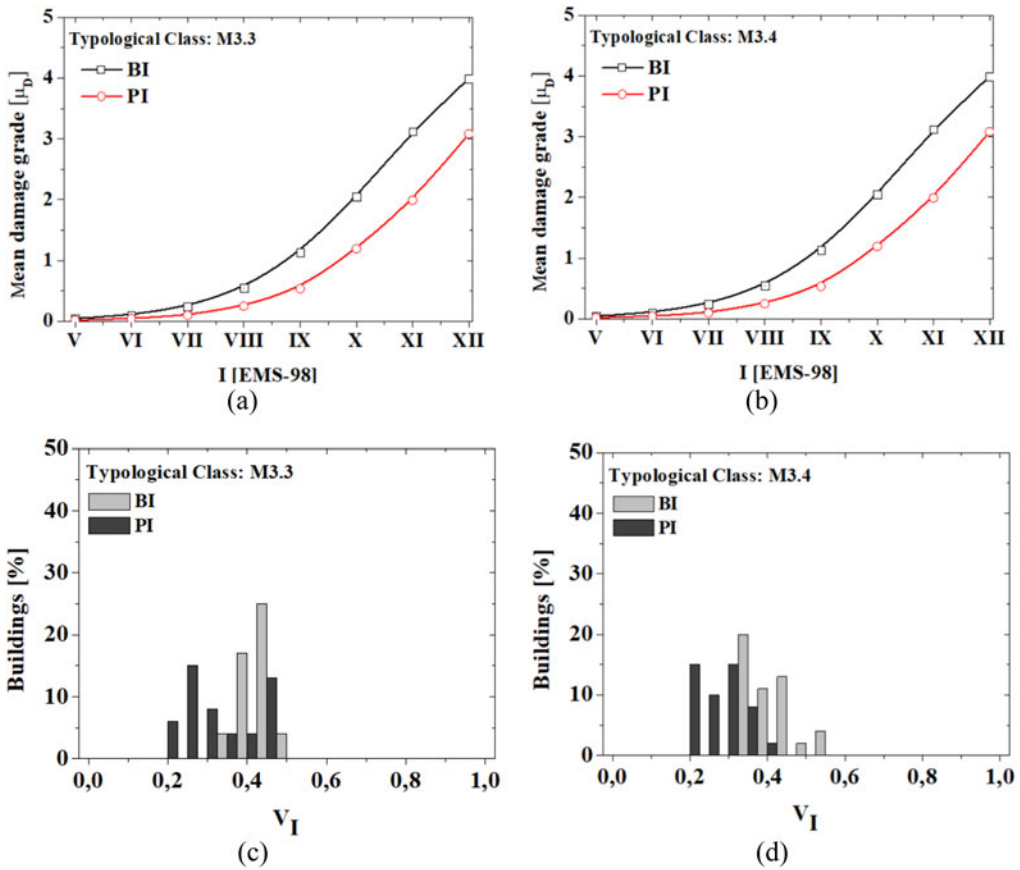 Typological Class: M3.3
BI
PI
Mean damage grade [μD]
5
4
3
2
1
0
V VI VII VIII IX X XI XII
I [EMS-98]
(a)
Typological Class: M3.4
BI
PI
Mean damage grade [μD]
5
4
3
2
1
0
V VI VII VIII IX X XI XII
I [EMS-98]
(b)
Typological Class: M3.3
BI
PI
Buildings [%]
50
40
30
20
10
0
0,0 0,2 0,4 0,6 0,8 1,0
VI
(c)
Typological Class: M3.4
BI
PI
Buildings [%]
50
40
30
20
10
0
0,0 0,2 0,4 0,6 0,8 1,0
VI
(d)